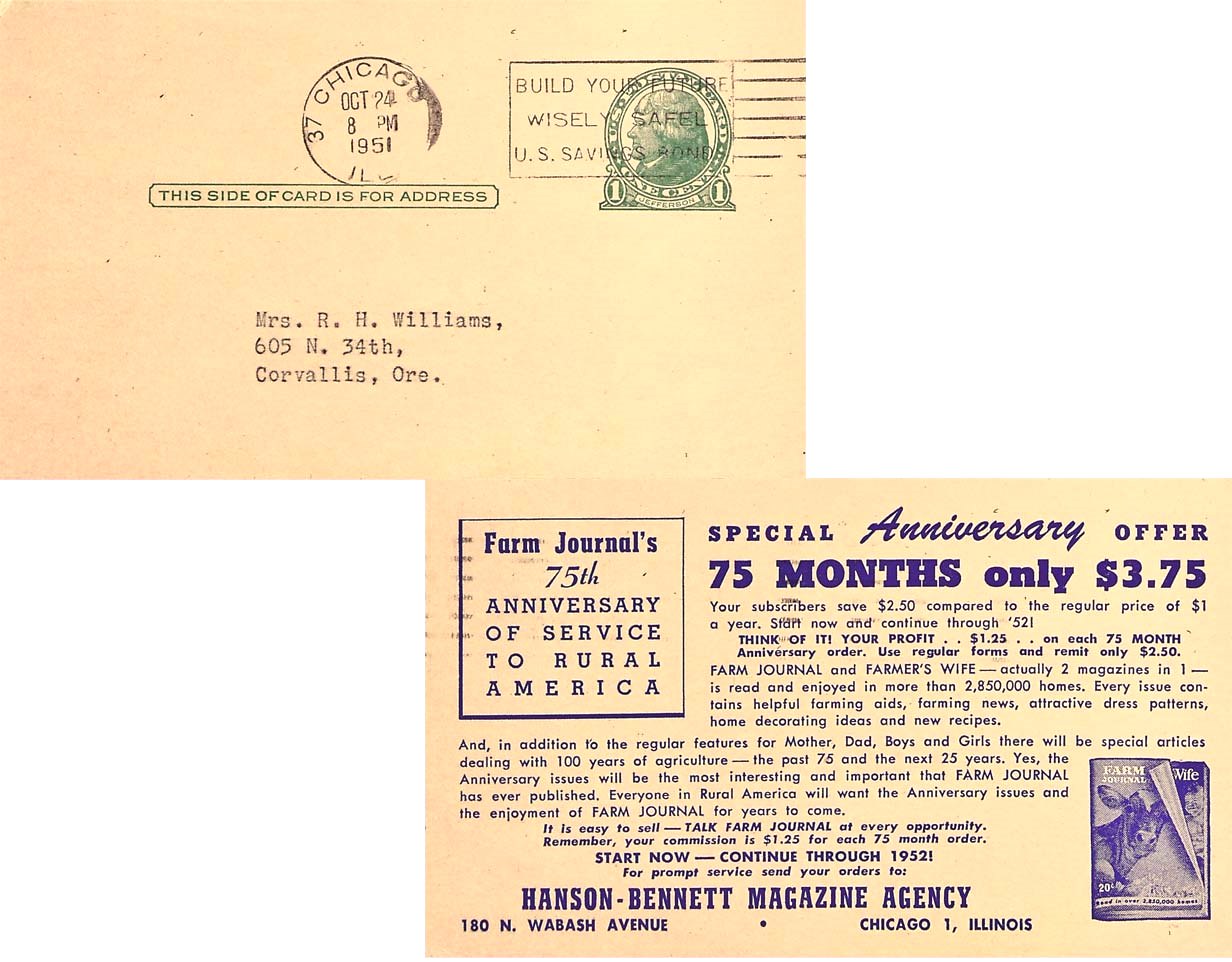 37 CHICAGO
OCT 24
8 PM
1951
ILL
BUILD YOUR FUTURE
WISELY SAFELY
U.S. SAVINGS BONDS
ONE CENT
1 JEFFERSON 1
THIS SIDE OF CARD IS FOR ADDRESS
Mrs. R. H. Williams,
605 N. 34th,
Corvallis, Ore.
Farm Journal's
75th
ANNIVERSARY
OF SERVICE
TO RURAL
AMERICA
SPECIAL Anniversary OFFER
75 MONTHS only $3.75
Your subscribers save $2.50 compared to the regular price of $1
a year. Start now and continue through '52!
THINK OF IT! YOUR PROFIT . . $1.25 . . on each 75 MONTH
Anniversary order. Use regular forms and remit only $2.50.
FARM JOURNAL and FARMER'S WIFE — actually 2 magazines in 1 —
is read and enjoyed in more than 2,850,000 homes. Every issue con-
tains helpful farming aids, farming news, attractive dress patterns,
home decorating ideas and new recipes.
And, in addition to the regular features for Mother, Dad, Boys and Girls there will be special articles
dealing with 100 years of agriculture — the past 75 and the next 25 years. Yes, the
Anniversary issues will be the most interesting and important that FARM JOURNAL
has ever published. Everyone in Rural America will want the Anniversary issues and
the enjoyment of FARM JOURNAL for years to come.
It is easy to sell — TALK FARM JOURNAL at every opportunity.
Remember, your commission is $1.25 for each 75 month order.
START NOW — CONTINUE THROUGH 1952!
For prompt service send your orders to:
HANSON-BENNETT MAGAZINE AGENCY
180 N. WABASH AVENUE • CHICAGO 1, ILLINOIS
FARM
JOURNAL
Wife
20¢
Read in over 2,850,000 homes